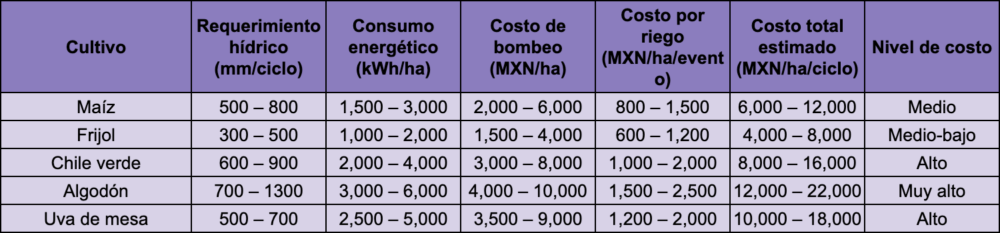 Cultivo
Requerimiento
hídrico
(mm/ciclo)
Consumo
energético
(kWh/ha)
Costo de
bombeo
(MXN/ha)
Costo por
riego
(MXN/ha/event
o)
Costo total
estimado
(MXN/ha/ciclo)
Nivel de costo
Maíz 500 – 800 1,500 – 3,000 2,000 – 6,000 800 – 1,500 6,000 – 12,000 Medio
Frijol 300 – 500 1,000 – 2,000 1,500 – 4,000 600 – 1,200 4,000 – 8,000 Medio-bajo
Chile verde 600 – 900 2,000 – 4,000 3,000 – 8,000 1,000 – 2,000 8,000 – 16,000 Alto
Algodón 700 – 1300 3,000 – 6,000 4,000 – 10,000 1,500 – 2,500 12,000 – 22,000 Muy alto
Uva de mesa 500 – 700 2,500 – 5,000 3,500 – 9,000 1,200 – 2,000 10,000 – 18,000 Alto